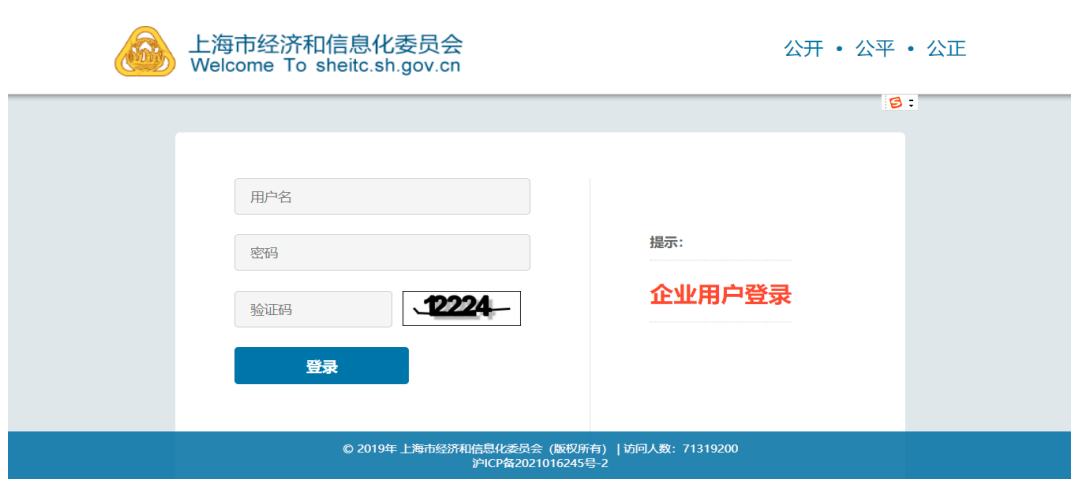 上海市经济和信息化委员会
Welcome To sheitc.sh.gov.cn
公开 • 公平 • 公正
用户名
密码
验证码
12224
登录
提示：
企业用户登录
© 2019年 上海市经济和信息化委员会（版权所有）| 访问人数：71319200
沪ICP备2021016245号-2